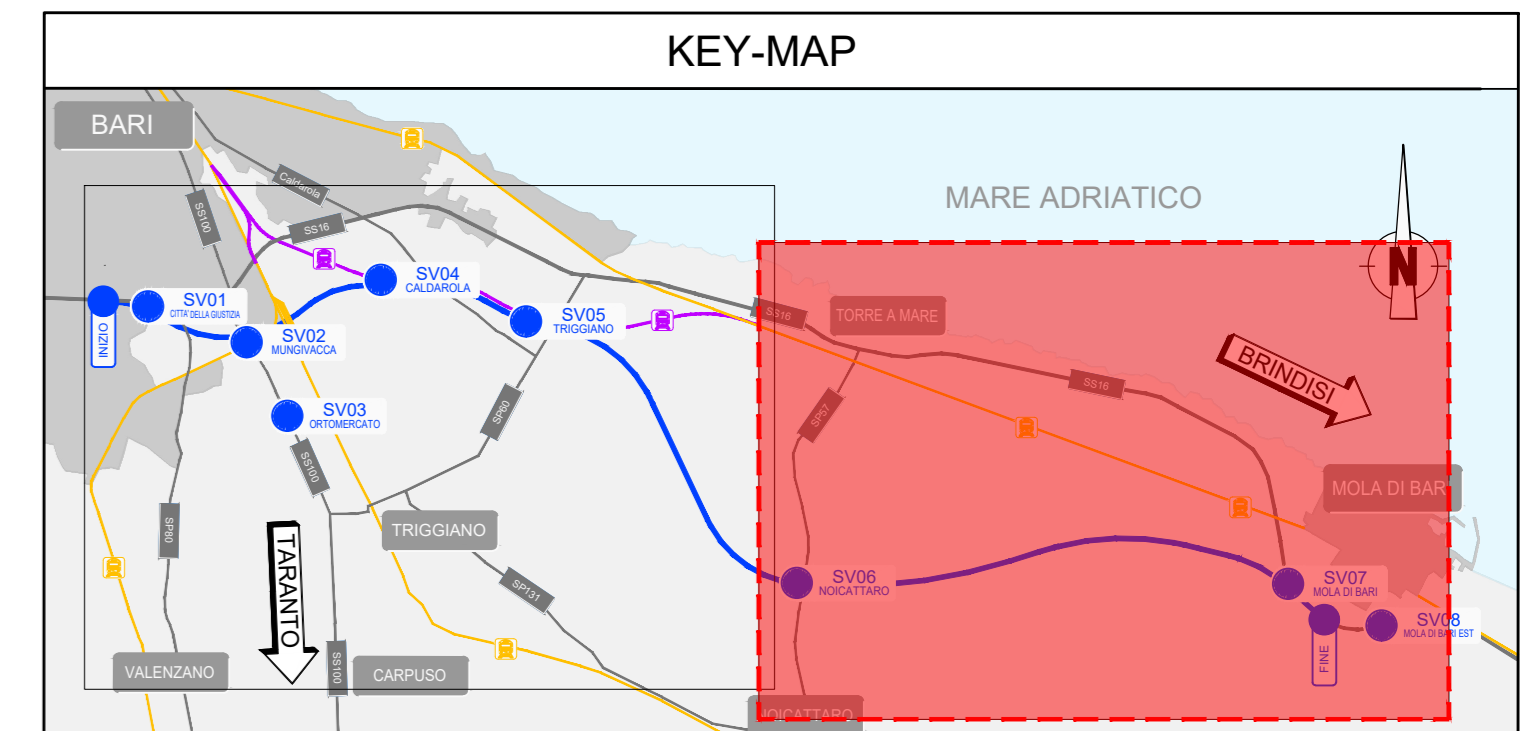 KEY-MAP
BARI
MARE ADRIATICO
Caldarola
SS100
SS16
N
SV04
CALDAROLA
SV01
CITTA' DELLA GIUSTIZIA
INIZIO
SV02
MUNGIVACCA
SV05
TRIGGIANO
SS16
TORRE A MARE
BRINDISI
SS16
SV03
ORTOMERCATO
SP60
SP57
SS100
MOLA DI BARI
SP80
TRIGGIANO
TARANTO
SV06
NOICATTARO
SV07
MOLA DI BARI
SP131
SV08
MOLA DI BARI EST
FINE
VALENZANO
SS100
CARPUSO
NOICATTARO